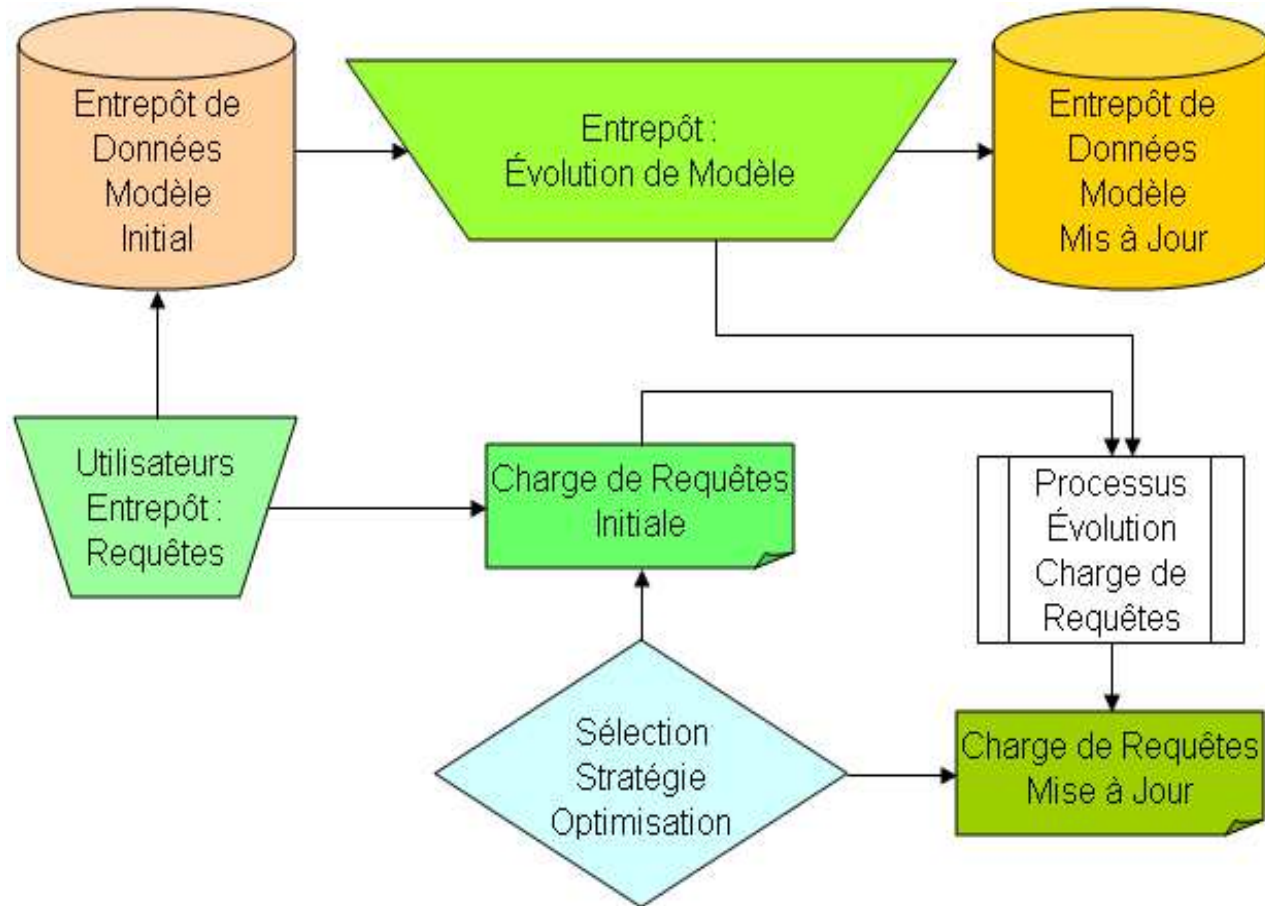 Entrepôt de
Données
Modèle
Initial
Entrepôt :
Évolution de Modèle
Entrepôt de
Données
Modèle
Mis à Jour
Utilisateurs
Entrepôt :
Requêtes
Charge de Requêtes
Initiale
Processus
Évolution
Charge de
Requêtes
Sélection
Stratégie
Optimisation
Charge de Requêtes
Mise à Jour